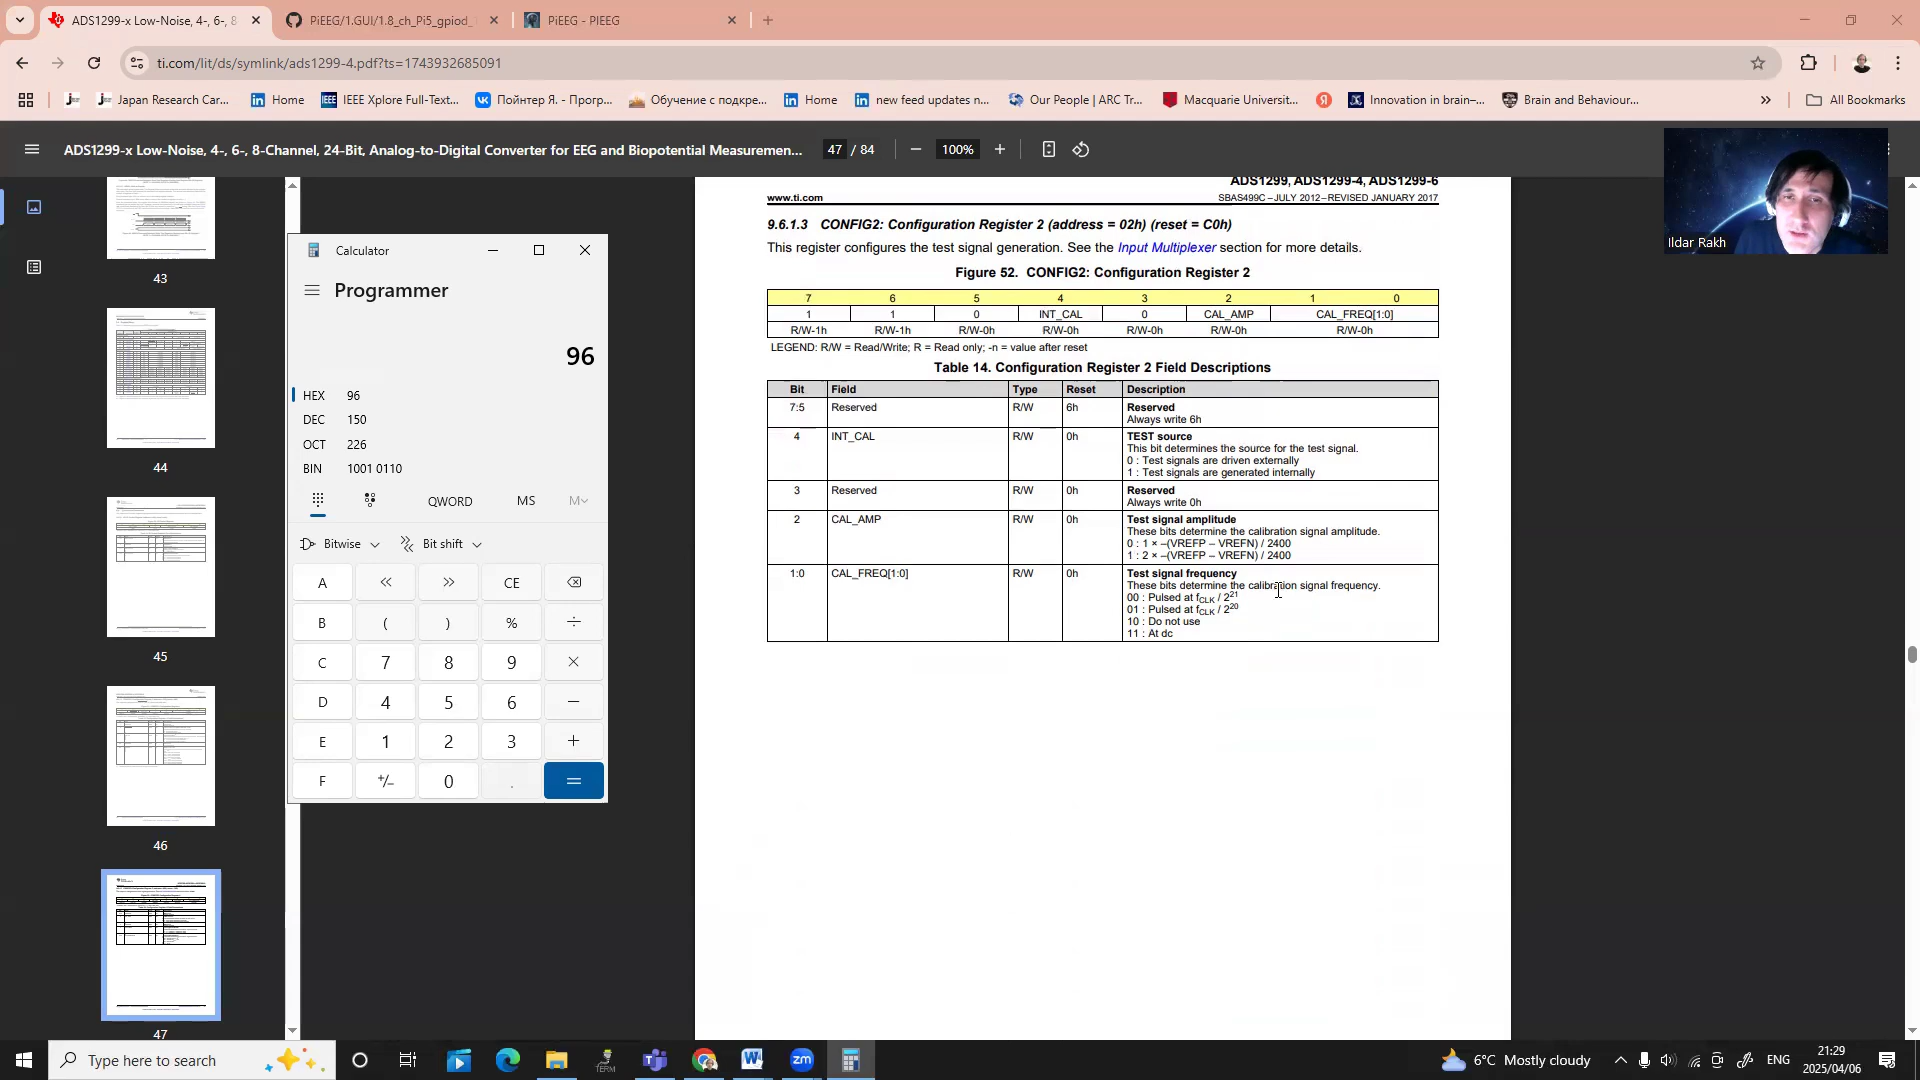 ADS1299-x Low-Noise, 4-, 6-, 8
PiEEG/1.GUI/1.8_ch_Pi5_gpiod_
PiEEG - PIEEG
ti.com/lit/ds/symlink/ads1299-4.pdf?ts=1743932685091
Japan Research Car...
Home
IEEE Xplore Full-Text...
Пойнтер Я. - Прогр...
Обучение с подкре...
Home
new feed updates n...
Our People | ARC Tr...
Macquarie Universit...
Innovation in brain–...
Brain and Behaviour...
All Bookmarks
ADS1299-x Low-Noise, 4-, 6-, 8-Channel, 24-Bit, Analog-to-Digital Converter for EEG and Biopotential Measuremen...
47 / 84
100%
Ildar Rakh
43
44
45
46
47
Calculator
Programmer
96
HEX 96
DEC 150
OCT 226
BIN 1001 0110
QWORD MS M
Bitwise Bit shift
A « » CE
B ( ) % ÷
C 7 8 9 ×
D 4 5 6 −
E 1 2 3 +
F +/− 0 . =
ADS1299, ADS1299-4, ADS1299-6
www.ti.com SBAS499C – JULY 2012 – REVISED JANUARY 2017
9.6.1.3 CONFIG2: Configuration Register 2 (address = 02h) (reset = C0h)
This register configures the test signal generation. See the Input Multiplexer section for more details.
Figure 52. CONFIG2: Configuration Register 2
7 6 5 4 3 2 1 0
1 1 0 INT_CAL 0 CAL_AMP CAL_FREQ[1:0]
R/W-1h R/W-1h R/W-0h R/W-0h R/W-0h R/W-0h R/W-0h
LEGEND: R/W = Read/Write; R = Read only; -n = value after reset
Table 14. Configuration Register 2 Field Descriptions
Bit Field Type Reset Description
7:5 Reserved R/W 6h Reserved
Always write 6h
4 INT_CAL R/W 0h TEST source
This bit determines the source for the test signal.
0 : Test signals are driven externally
1 : Test signals are generated internally
3 Reserved R/W 0h Reserved
Always write 0h
2 CAL_AMP R/W 0h Test signal amplitude
These bits determine the calibration signal amplitude.
0 : 1 × –(VREFP – VREFN) / 2400
1 : 2 × –(VREFP – VREFN) / 2400
1:0 CAL_FREQ[1:0] R/W 0h Test signal frequency
These bits determine the calibration signal frequency.
00 : Pulsed at fCLK / 2^21
01 : Pulsed at fCLK / 2^20
10 : Do not use
11 : At dc
Type here to search
TERM
zm
6°C Mostly cloudy
ENG
21:29
2025/04/06